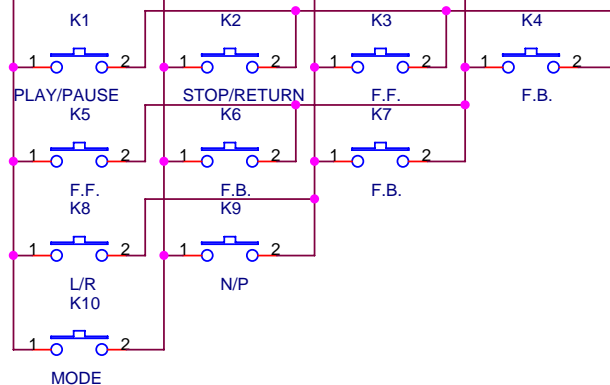 K1 K2 K3 K4
1 2 1 2 1 2 1 2
PLAY/PAUSE STOP/RETURN F.F. F.B.
K5 K6 K7
1 2 1 2 1 2
F.F. F.B. F.B.
K8 K9
1 2 1 2
L/R N/P
K10
1 2
MODE